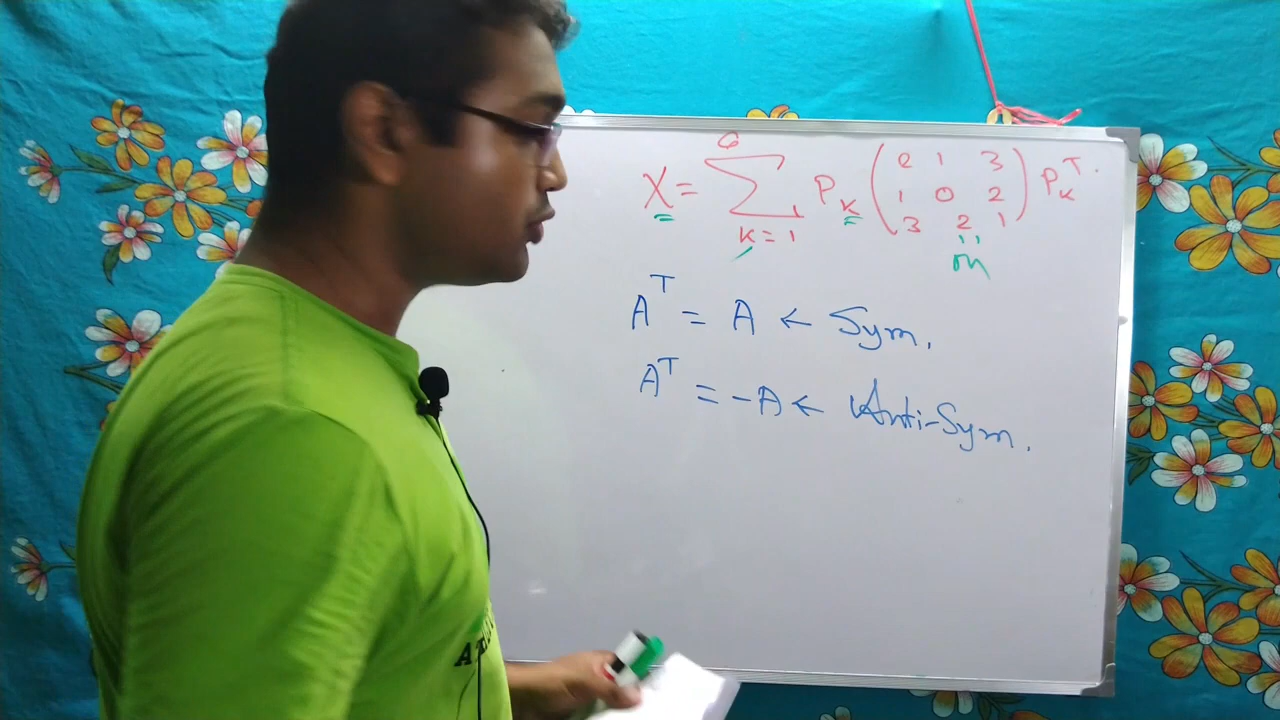 6
X = Σ P_k ( 2 1 3 ) P_k^T.
k = 1 ( 1 0 2 )
( 3 2 1 )
M
A^T = A ← Sym.
A^T = -A ← Anti-Sym.